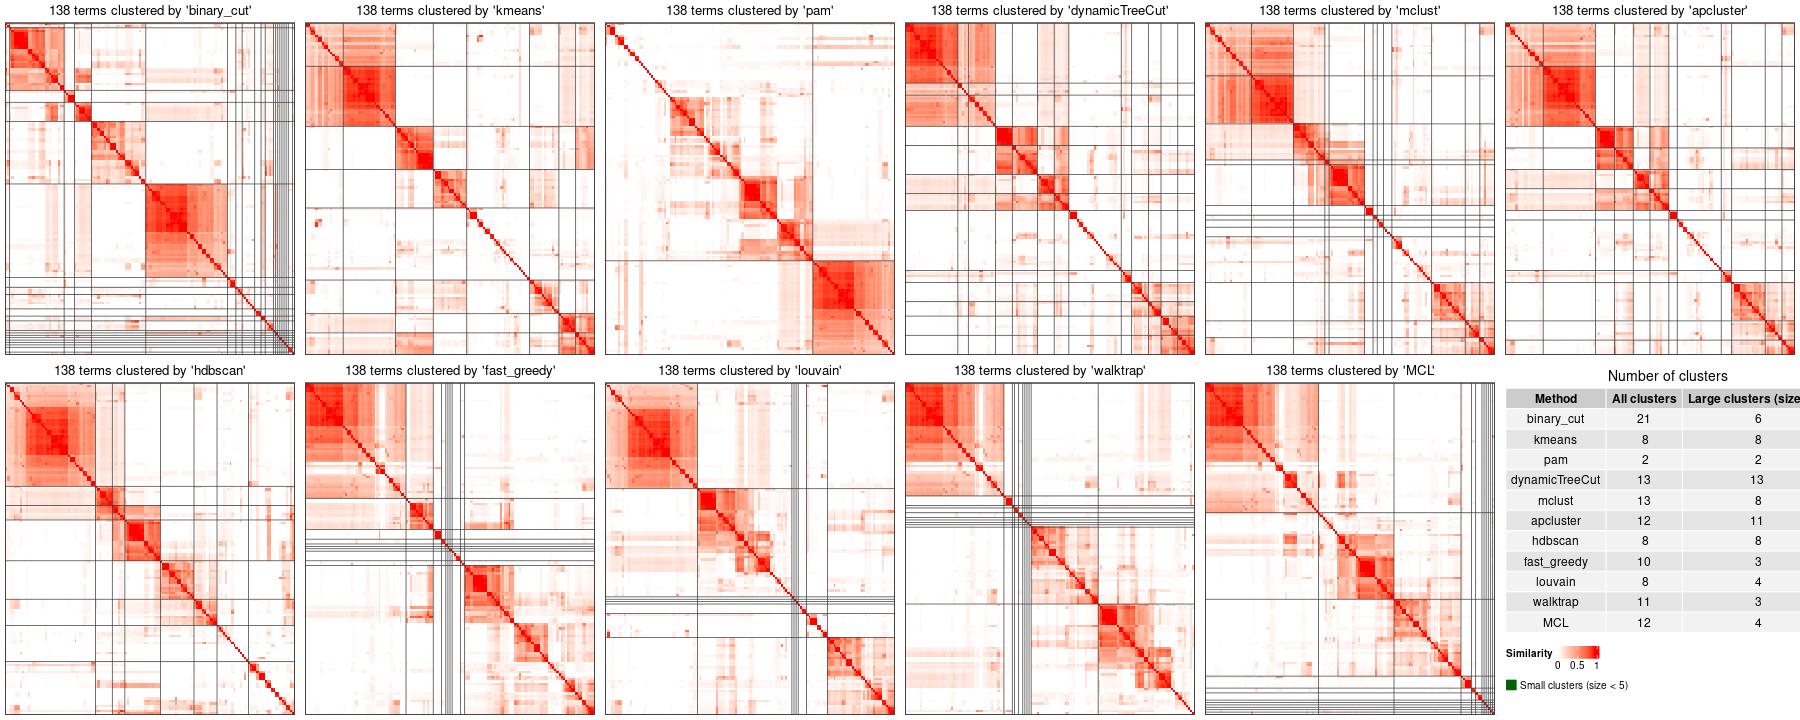 138 terms clustered by 'binary_cut'
138 terms clustered by 'kmeans'
138 terms clustered by 'pam'
138 terms clustered by 'dynamicTreeCut'
138 terms clustered by 'mclust'
138 terms clustered by 'apcluster'
138 terms clustered by 'hdbscan'
138 terms clustered by 'fast_greedy'
138 terms clustered by 'louvain'
138 terms clustered by 'walktrap'
138 terms clustered by 'MCL'
Number of clusters
Method All clusters Large clusters (size
binary_cut 21 6
kmeans 8 8
pam 2 2
dynamicTreeCut 13 13
mclust 13 8
apcluster 12 11
hdbscan 8 8
fast_greedy 10 3
louvain 8 4
walktrap 11 3
MCL 12 4
Similarity
0 0.5 1
Small clusters (size < 5)